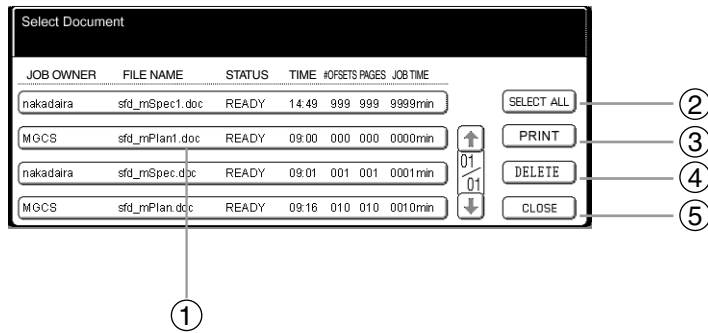 Select Document
JOB OWNER FILE NAME STATUS TIME #OFSETS PAGES JOB TIME
nakadaira sfd_mSpec1.doc READY 14:49 999 999 9999min SELECT ALL ②
MGCS sfd_mPlan1.doc READY 09:00 000 000 0000min PRINT ③
01/01
nakadaira sfd_mSpec.doc READY 09:01 001 001 0001min DELETE ④
MGCS sfd_mPlan.doc READY 09:16 010 010 0010min CLOSE ⑤
①